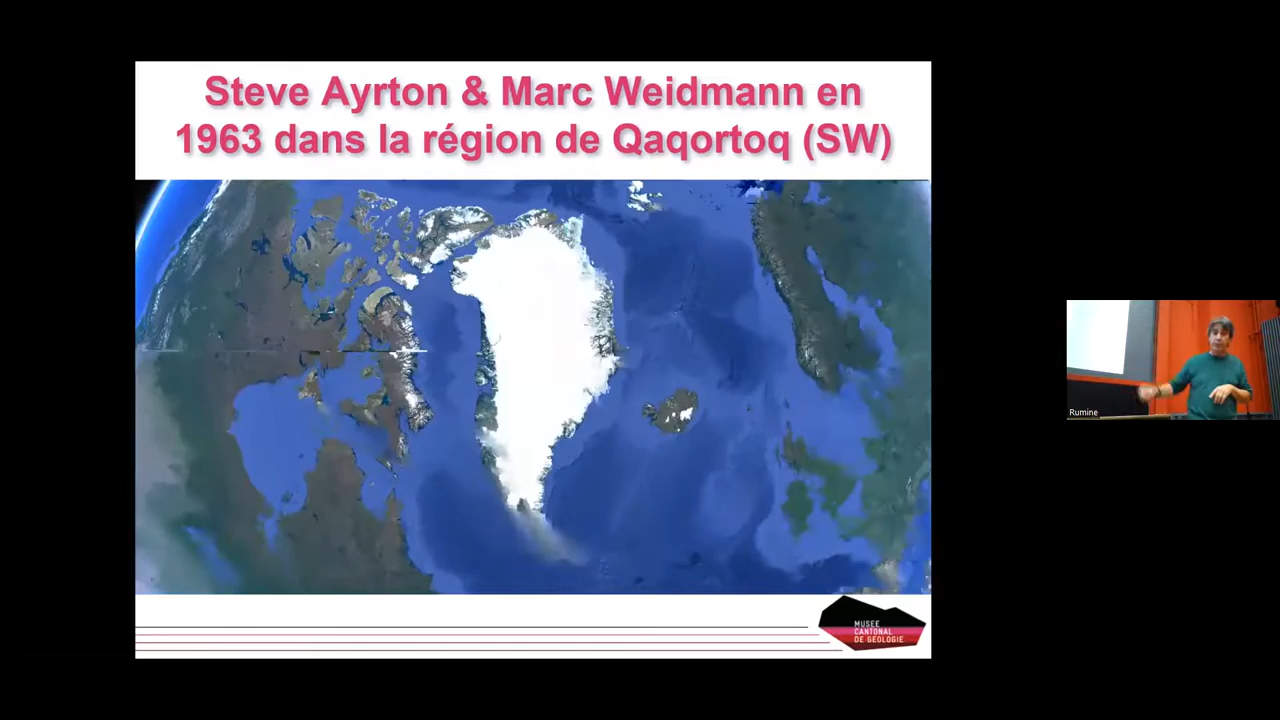 Steve Ayrton & Marc Weidmann en
1963 dans la région de Qaqortoq (SW)
MUSEE
CANTONAL
DE GEOLOGIE
Rumine